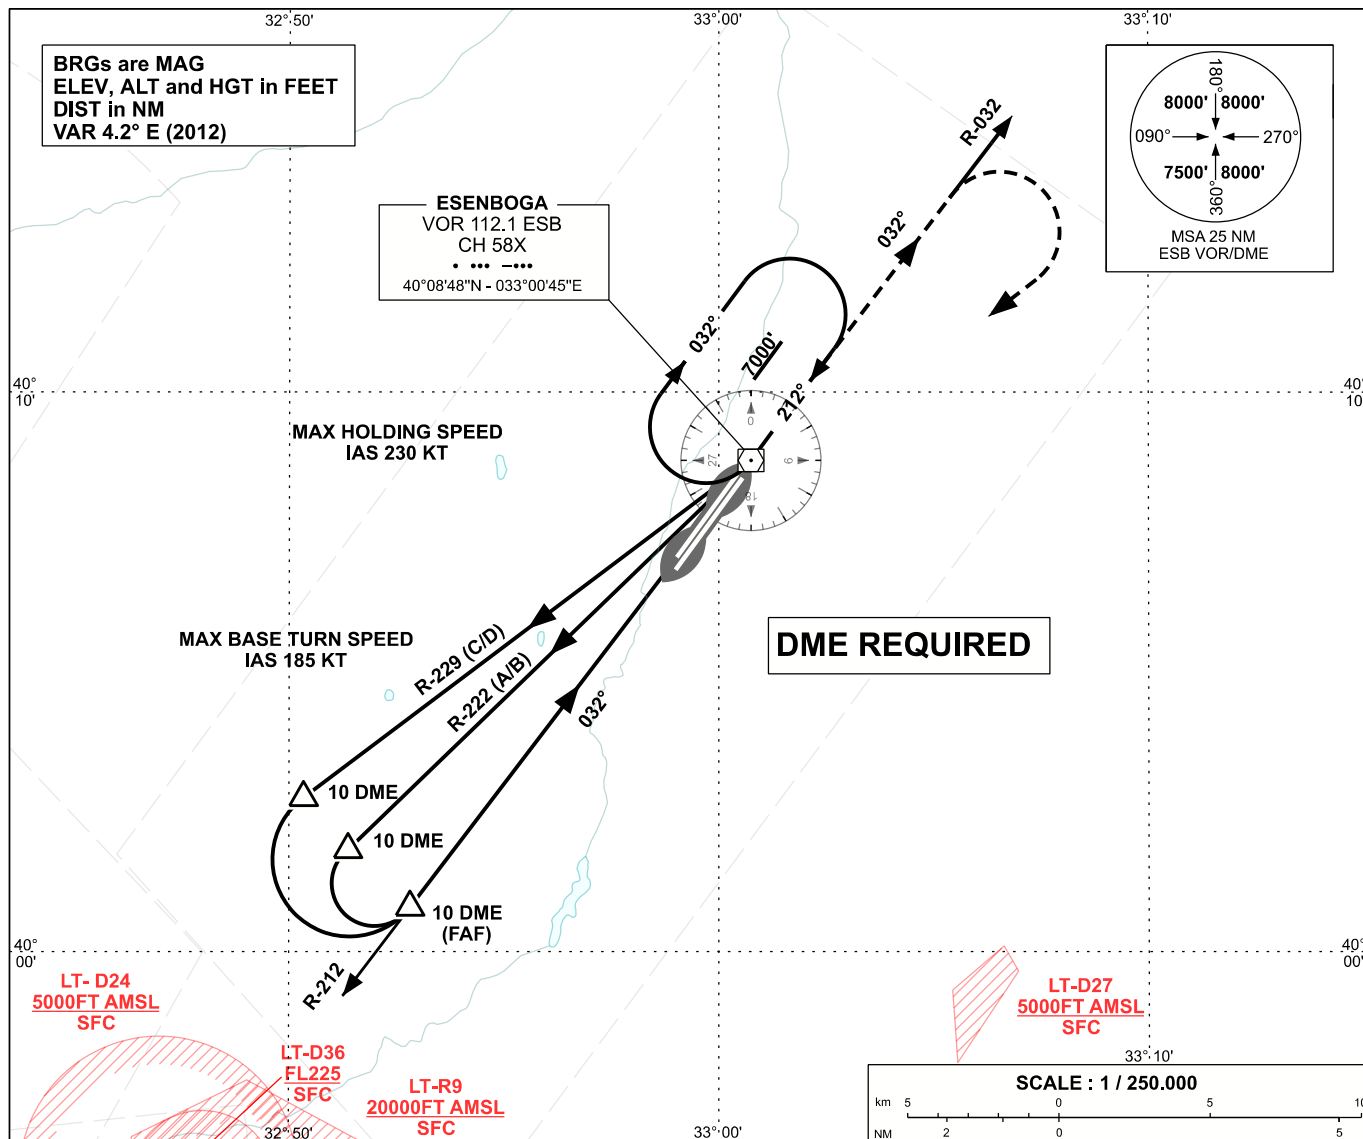 32°50'
33°00'
33°10'
BRGs are MAG
ELEV, ALT and HGT in FEET
DIST in NM
VAR 4.2° E (2012)
180°
8000' 8000'
090° 270°
7500' 8000'
360°
MSA 25 NM
ESB VOR/DME
R-032
032°
ESENBOGA
VOR 112.1 ESB
CH 58X
• ••• –•••
40°08'48"N - 033°00'45"E
032°
7000'
212°
40°
10'
40°
10'
0
9
18
27
MAX HOLDING SPEED
IAS 230 KT
MAX BASE TURN SPEED
IAS 185 KT
DME REQUIRED
R-229 (C/D)
R-222 (A/B)
032°
10 DME
10 DME
10 DME
(FAF)
R-212
40°
00'
40°
00'
LT- D24
5000FT AMSL
SFC
LT-D36
FL225
SFC
LT-R9
20000FT AMSL
SFC
LT-D27
5000FT AMSL
SFC
32°50'
33°00'
33°10'
SCALE : 1 / 250.000
km 5 0 5 10
NM 2 0 5